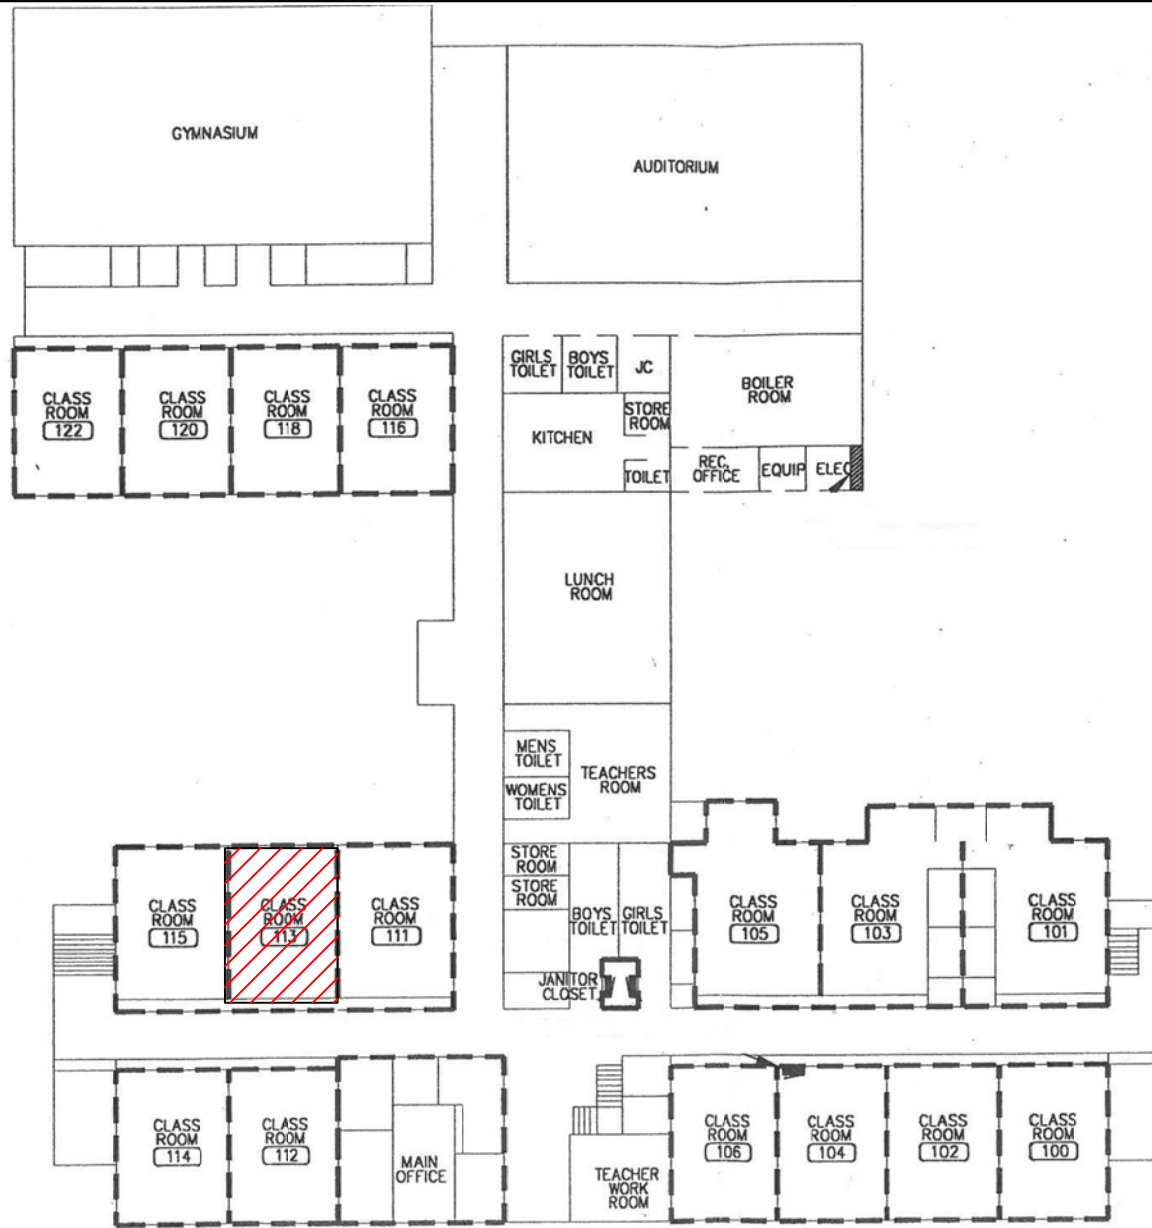 GYMNASIUM
AUDITORIUM
GIRLS
TOILET
BOYS
TOILET
JC
BOILER
ROOM
CLASS
ROOM
122
CLASS
ROOM
120
CLASS
ROOM
118
CLASS
ROOM
116
STORE
ROOM
KITCHEN
TOILET
REC.
OFFICE
EQUIP
ELEC
LUNCH
ROOM
MENS
TOILET
TEACHERS
ROOM
WOMENS
TOILET
STORE
ROOM
STORE
ROOM
BOYS
TOILET
GIRLS
TOILET
CLASS
ROOM
115
CLASS
ROOM
113
CLASS
ROOM
111
CLASS
ROOM
105
CLASS
ROOM
103
CLASS
ROOM
101
JANITOR
CLOSET
CLASS
ROOM
114
CLASS
ROOM
112
MAIN
OFFICE
TEACHER
WORK
ROOM
CLASS
ROOM
106
CLASS
ROOM
104
CLASS
ROOM
102
CLASS
ROOM
100